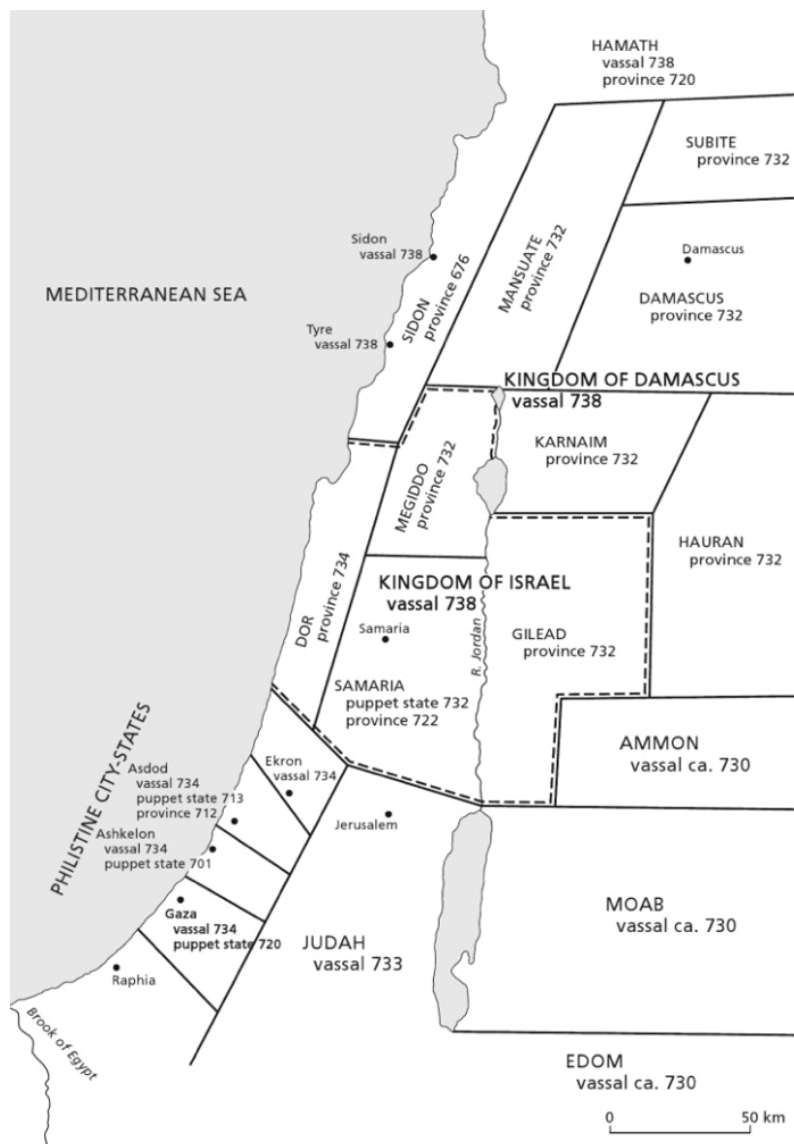 HAMATH
vassal 738
province 720
SUBITE
province 732
Sidon
vassal 738
MANSUATE
province 732
Damascus
MEDITERRANEAN SEA
SIDON
province 676
DAMASCUS
province 732
Tyre
vassal 738
KINGDOM OF DAMASCUS
vassal 738
MEGIDDO
province 732
KARNAIM
province 732
HAURAN
province 732
DOR
province 734
KINGDOM OF ISRAEL
vassal 738
Samaria
R. Jordan
GILEAD
province 732
SAMARIA
puppet state 732
province 722
PHILISTINE CITY-STATES
AMMON
vassal ca. 730
Ekron
vassal 734
Asdod
vassal 734
puppet state 713
province 712
Jerusalem
Ashkelon
vassal 734
puppet state 701
Gaza
vassal 734
puppet state 720
MOAB
vassal ca. 730
JUDAH
vassal 733
Raphia
Brook of Egypt
EDOM
vassal ca. 730
0 50 km